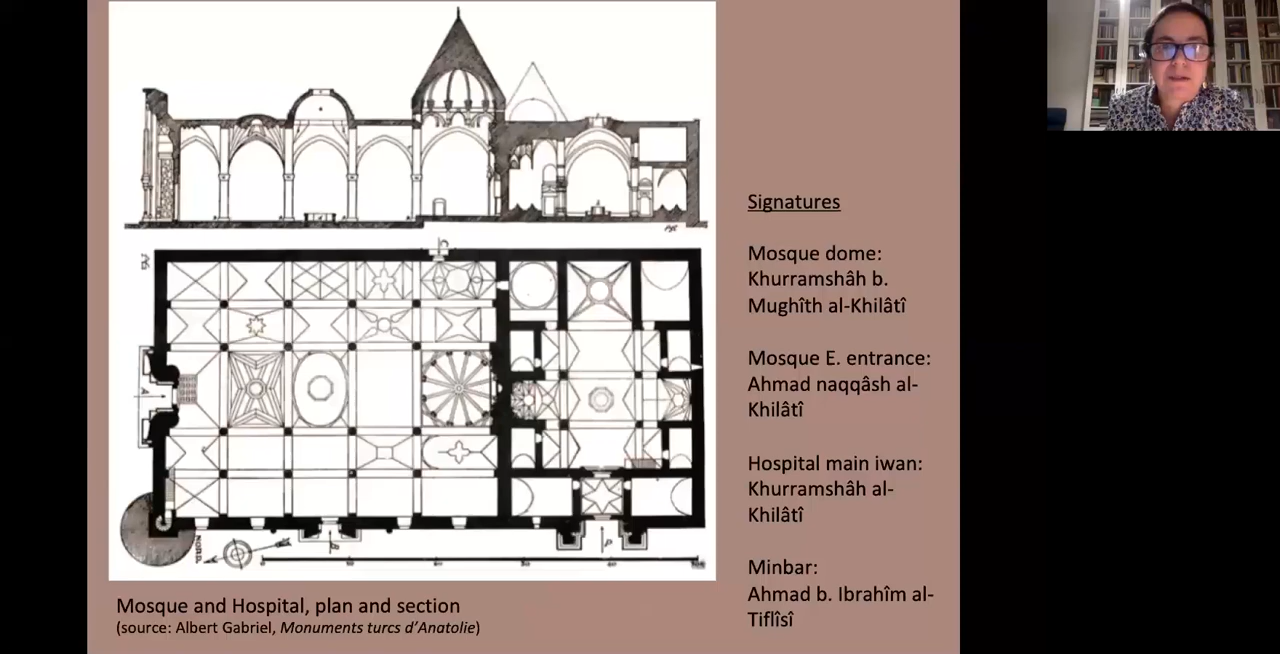 Signatures
Mosque dome:
Khurramshâh b.
Mughîth al-Khilâtî
Mosque E. entrance:
Ahmad naqqâsh al-
Khilâtî
Hospital main iwan:
Khurramshâh al-
Khilâtî
Minbar:
Ahmad b. Ibrahîm al-
Tiflîsî
NORD.
Mosque and Hospital, plan and section
(source: Albert Gabriel, Monuments turcs d’Anatolie)